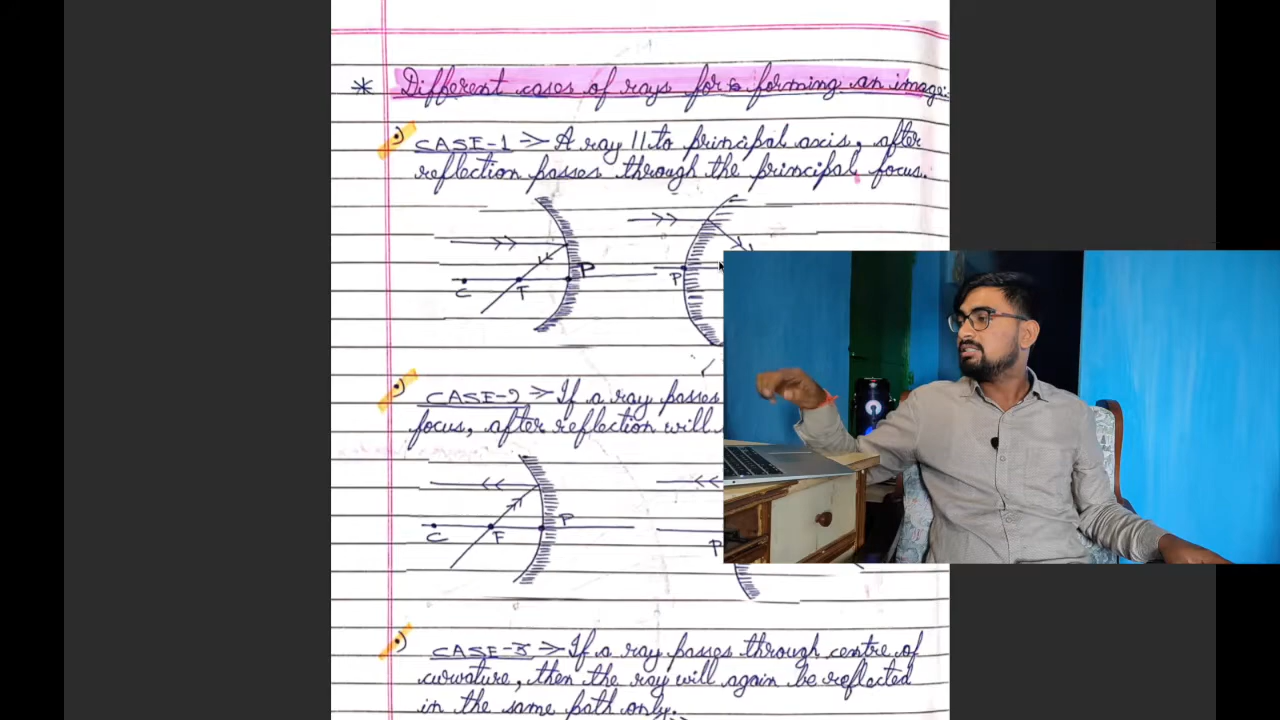 * Different cases of rays for forming an image:
CASE-1 => A ray 11 to principal axis, after
reflection passes through the principal focus.
P
C
F
P
CASE-2 => If a ray passes
focus, after reflection will
P
C
F
P
CASE-3 => If a ray passes through centre of
curvature, then the ray will again be reflected
in the same path only.